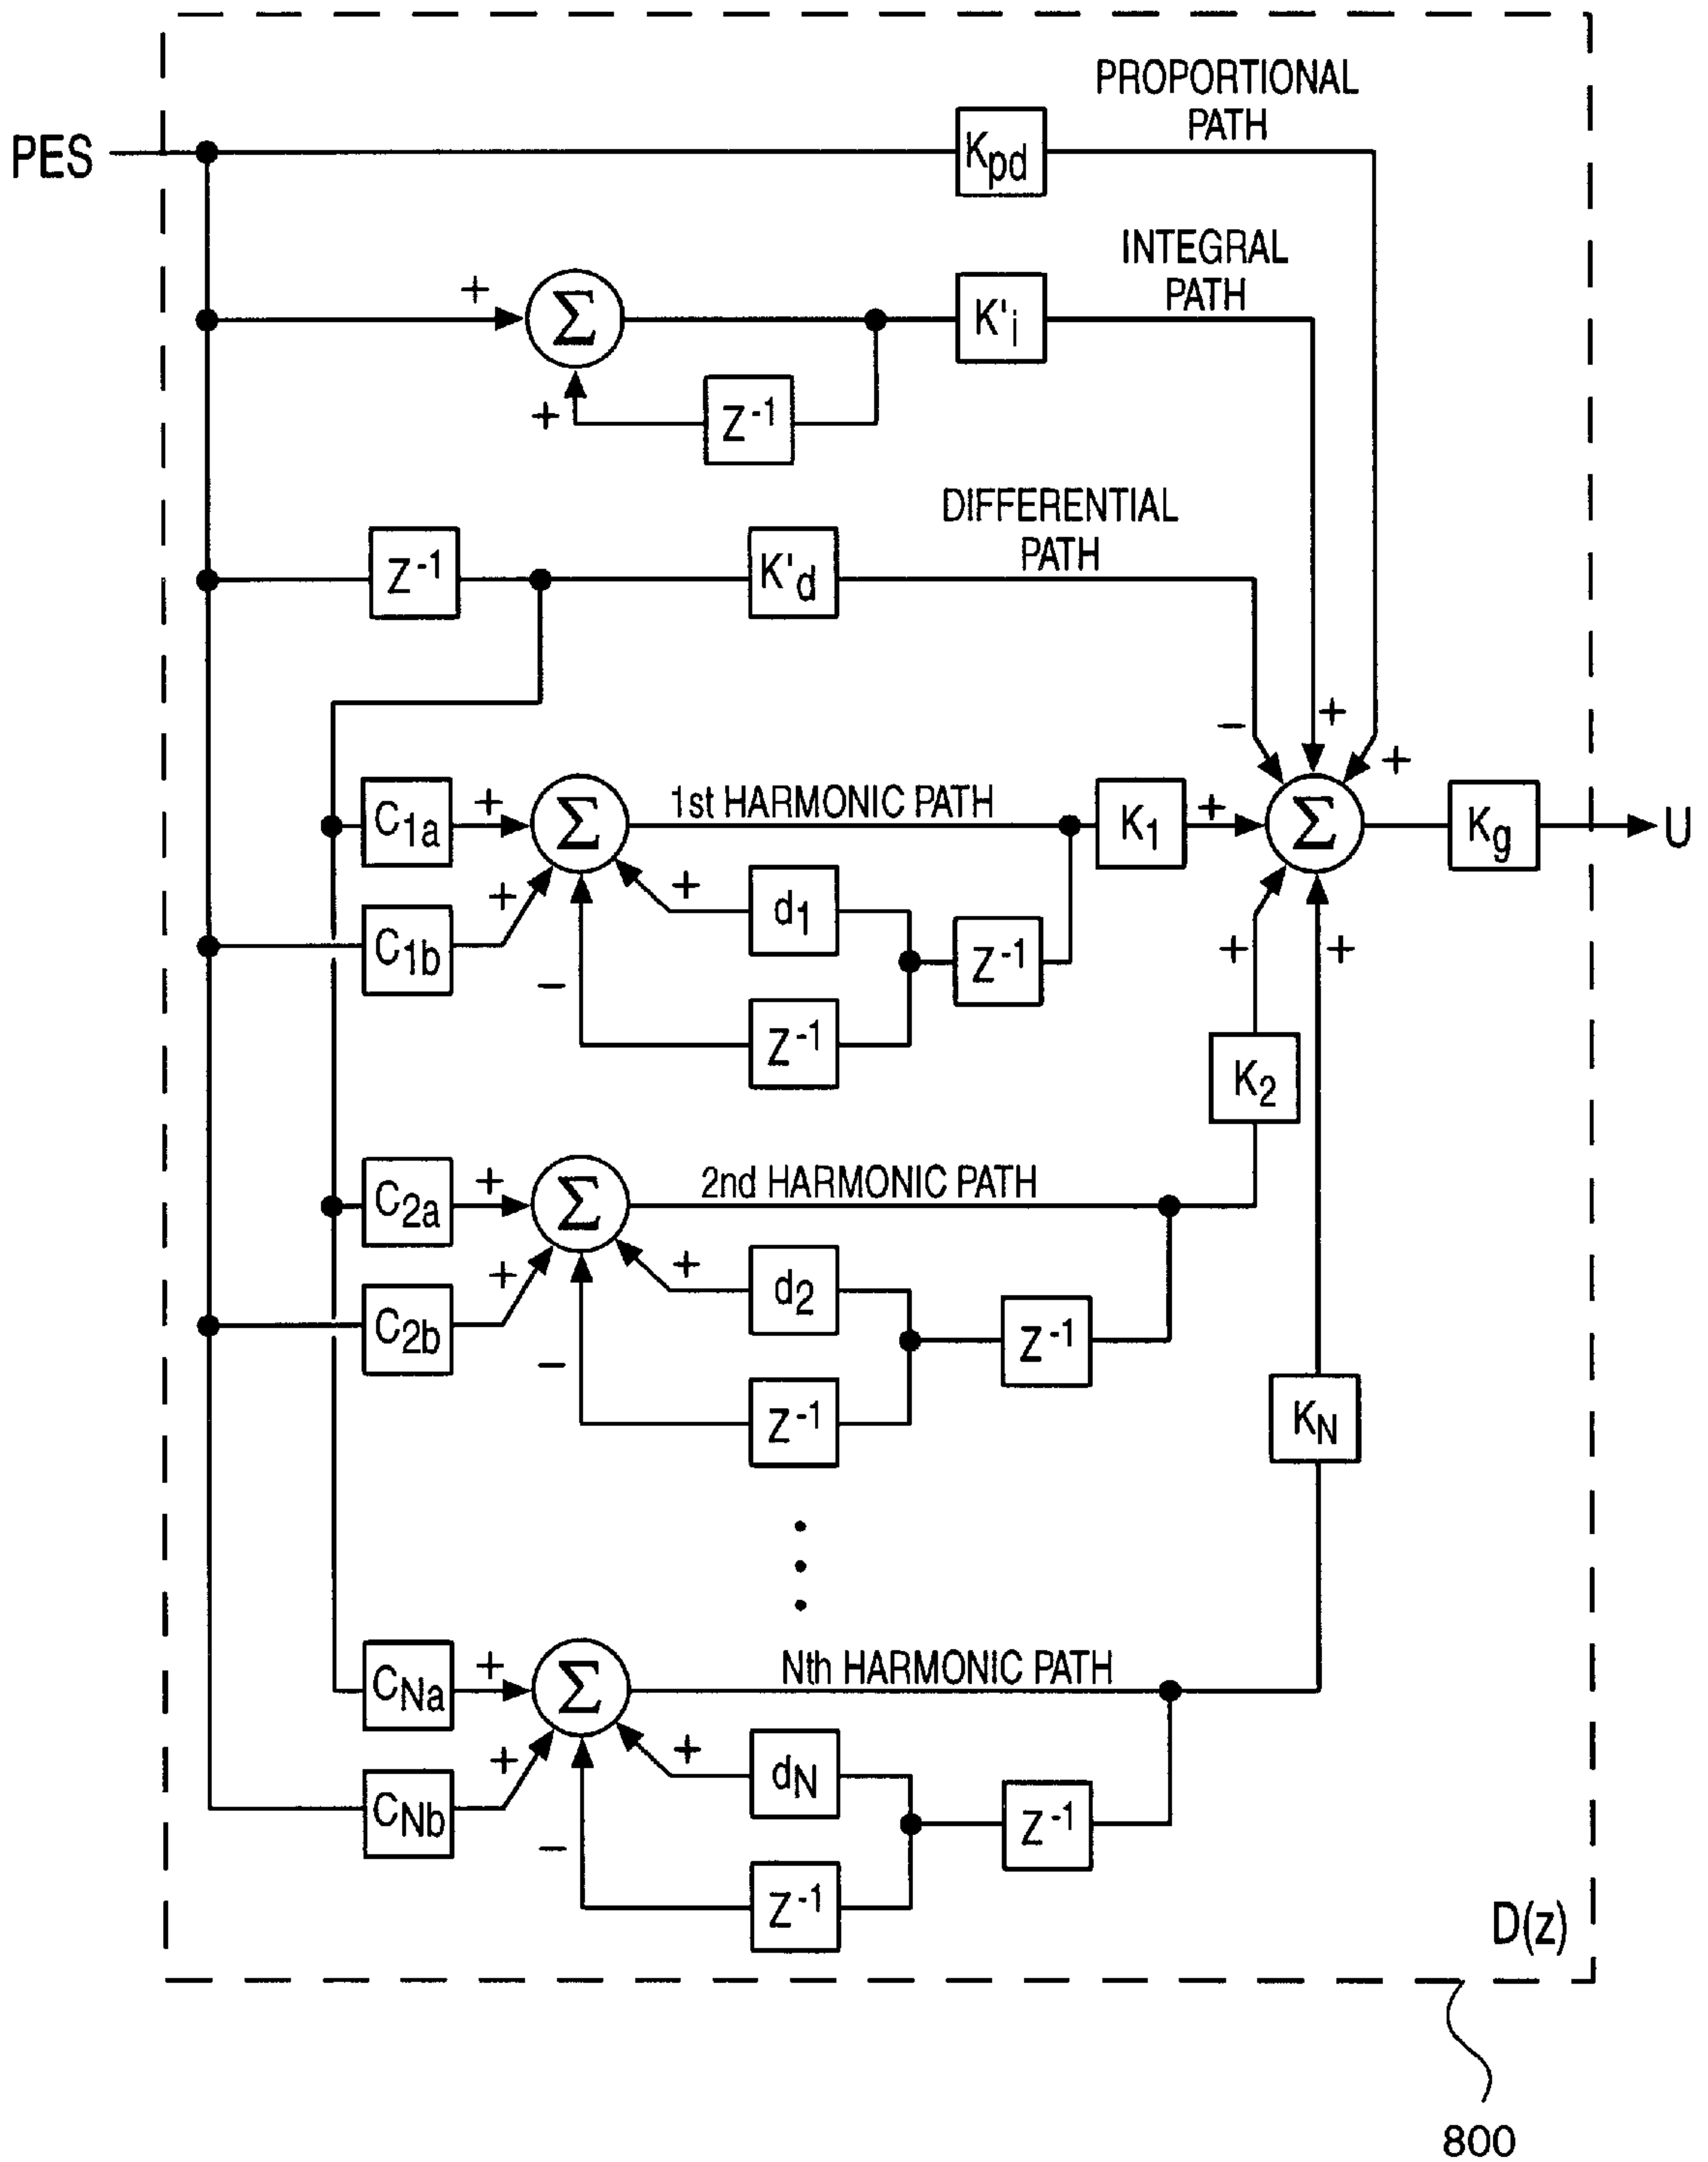 PROPORTIONAL
PATH
PES
Kpd
INTEGRAL
PATH
+
Σ
K'i
+
Z-1
DIFFERENTIAL
PATH
Z-1
K'd
−
+
+
C1a
+
Σ
1st HARMONIC PATH
K1
+
Σ
Kg
U
C1b
+
+
d1
Z-1
−
Z-1
+
+
K2
C2a
+
Σ
2nd HARMONIC PATH
C2b
+
+
d2
Z-1
−
Z-1
KN
CNa
+
Σ
Nth HARMONIC PATH
CNb
+
+
dN
Z-1
−
Z-1
D(z)
800